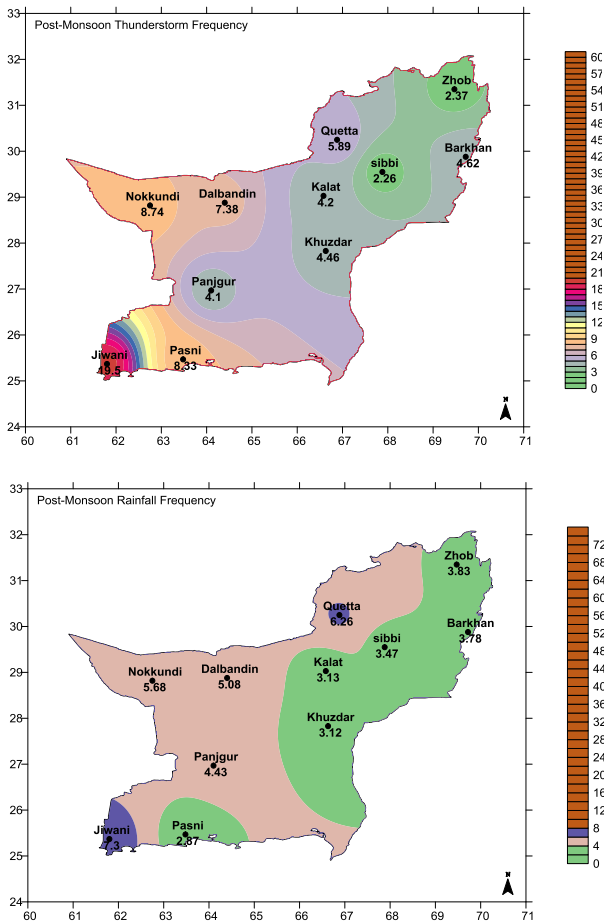 33
Post-Monsoon Thunderstorm Frequency
32
31
30
29
28
27
26
25
24
60 61 62 63 64 65 66 67 68 69 70 71
Zhob
2.37
Quetta
5.89
Barkhan
4.62
sibbi
2.26
Kalat
4.2
Nokkundi
8.74
Dalbandin
7.38
Khuzdar
4.46
Panjgur
4.1
Jiwani
19.5
Pasni
8.33
N
60
57
54
51
48
45
42
39
36
33
30
27
24
21
18
15
12
9
6
3
0
33
Post-Monsoon Rainfall Frequency
32
31
30
29
28
27
26
25
24
60 61 62 63 64 65 66 67 68 69 70 71
Zhob
3.83
Quetta
6.26
Barkhan
3.78
sibbi
3.47
Kalat
3.13
Nokkundi
5.68
Dalbandin
5.08
Khuzdar
3.12
Panjgur
4.43
Jiwani
7.3
Pasni
2.87
N
72
68
64
60
56
52
48
44
40
36
32
28
24
20
16
12
8
4
0